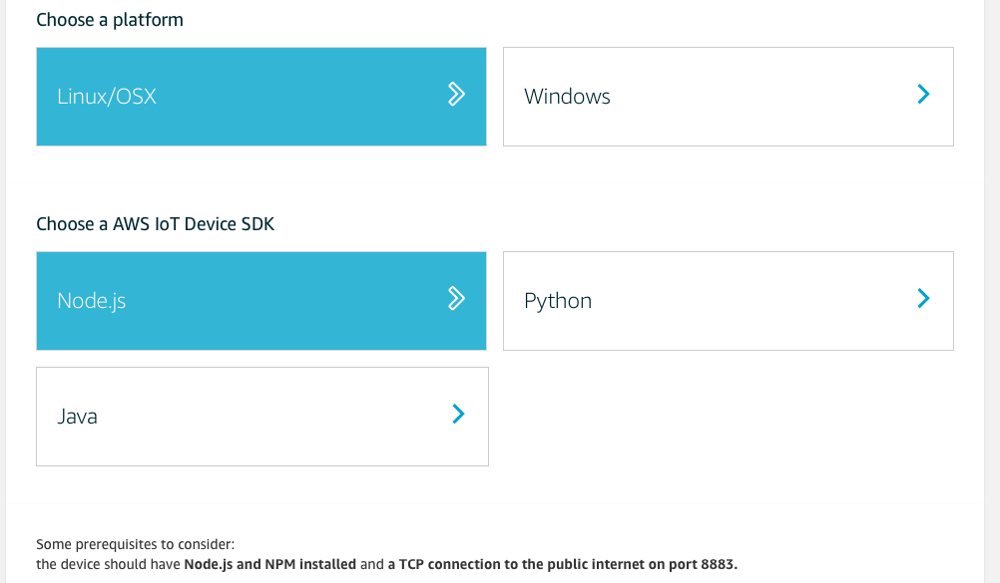 Choose a platform
Linux/OSX
Windows
Choose a AWS IoT Device SDK
Node.js
Python
Java
Some prerequisites to consider:
the device should have Node.js and NPM installed and a TCP connection to the public internet on port 8883.